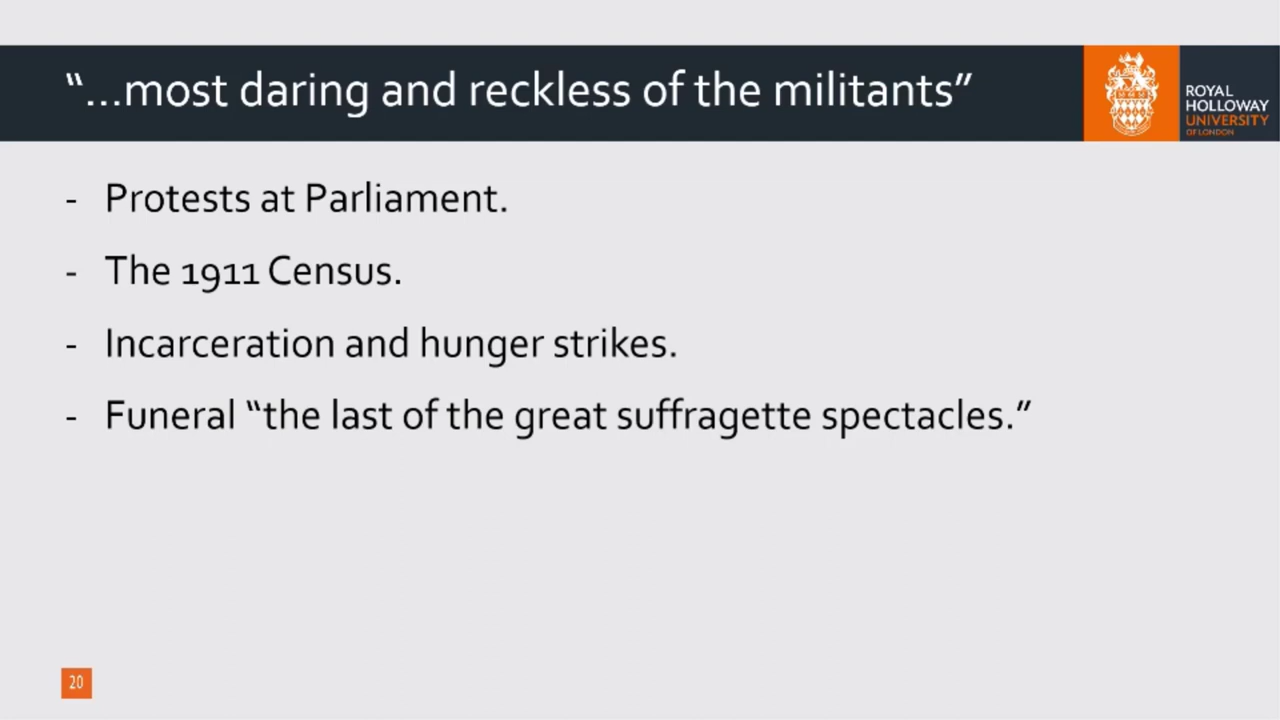 “…most daring and reckless of the militants”
ROYAL
HOLLOWAY
UNIVERSITY
OF LONDON
- Protests at Parliament.
- The 1911 Census.
- Incarceration and hunger strikes.
- Funeral “the last of the great suffragette spectacles.”
20